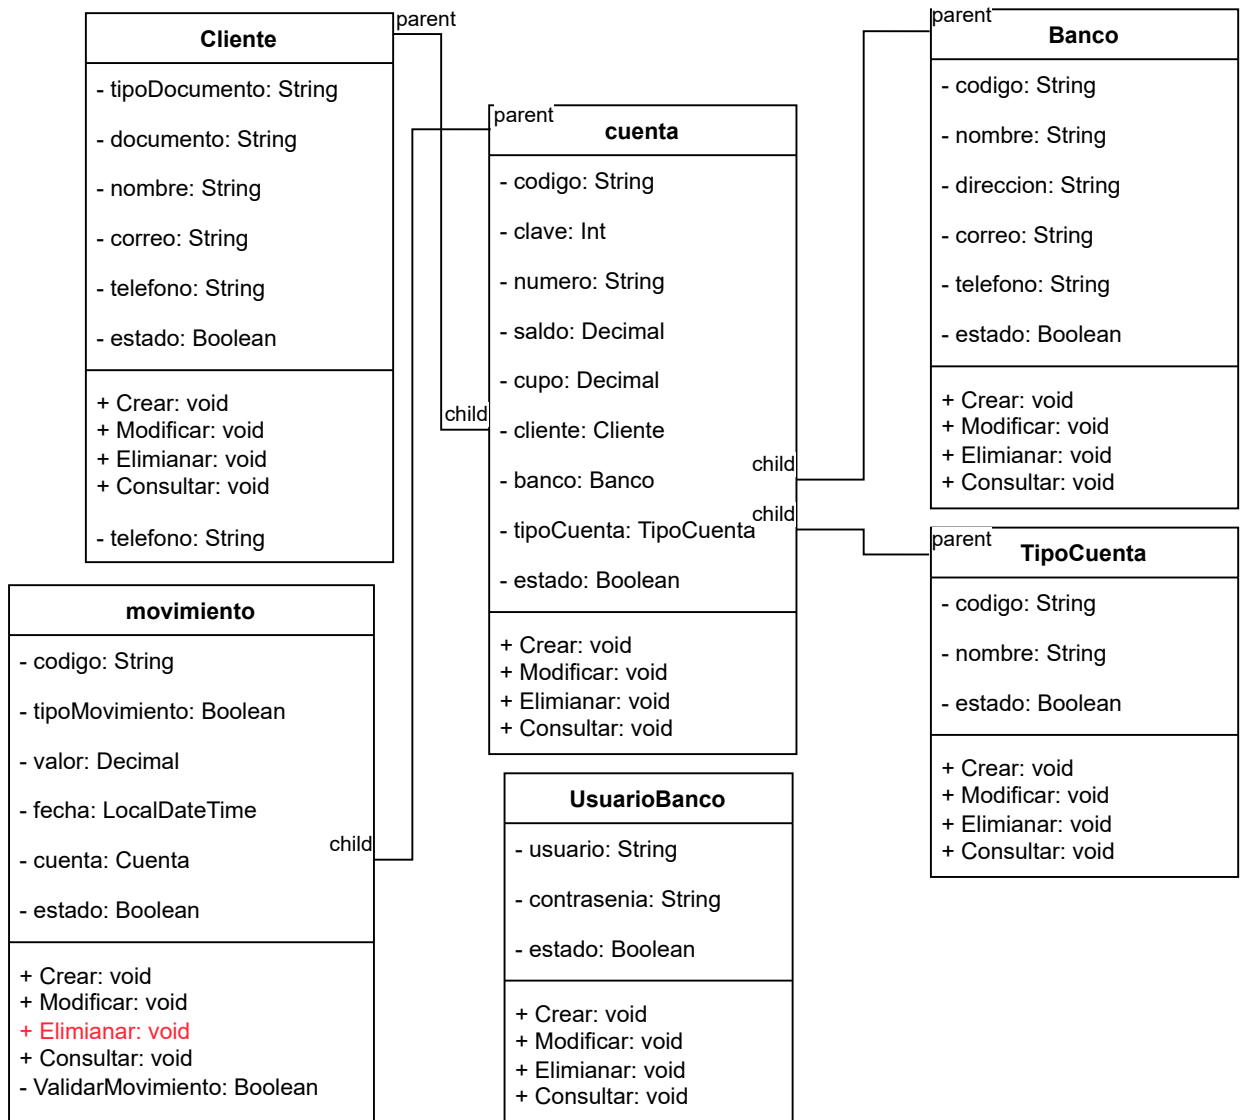 parent
Cliente
- tipoDocumento: String
- documento: String
- nombre: String
- correo: String
- telefono: String
- estado: Boolean
+ Crear: void
+ Modificar: void
+ Elimianar: void
+ Consultar: void
- telefono: String
parent
cuenta
- codigo: String
- clave: Int
- numero: String
- saldo: Decimal
- cupo: Decimal
child
- cliente: Cliente
child
- banco: Banco
child
- tipoCuenta: TipoCuenta
- estado: Boolean
+ Crear: void
+ Modificar: void
+ Elimianar: void
+ Consultar: void
parent
Banco
- codigo: String
- nombre: String
- direccion: String
- correo: String
- telefono: String
- estado: Boolean
+ Crear: void
+ Modificar: void
+ Elimianar: void
+ Consultar: void
parent
TipoCuenta
- codigo: String
- nombre: String
- estado: Boolean
+ Crear: void
+ Modificar: void
+ Elimianar: void
+ Consultar: void
movimiento
- codigo: String
- tipoMovimiento: Boolean
- valor: Decimal
- fecha: LocalDateTime
child
- cuenta: Cuenta
- estado: Boolean
+ Crear: void
+ Modificar: void
+ Elimianar: void
+ Consultar: void
- ValidarMovimiento: Boolean
UsuarioBanco
- usuario: String
- contrasenia: String
- estado: Boolean
+ Crear: void
+ Modificar: void
+ Elimianar: void
+ Consultar: void